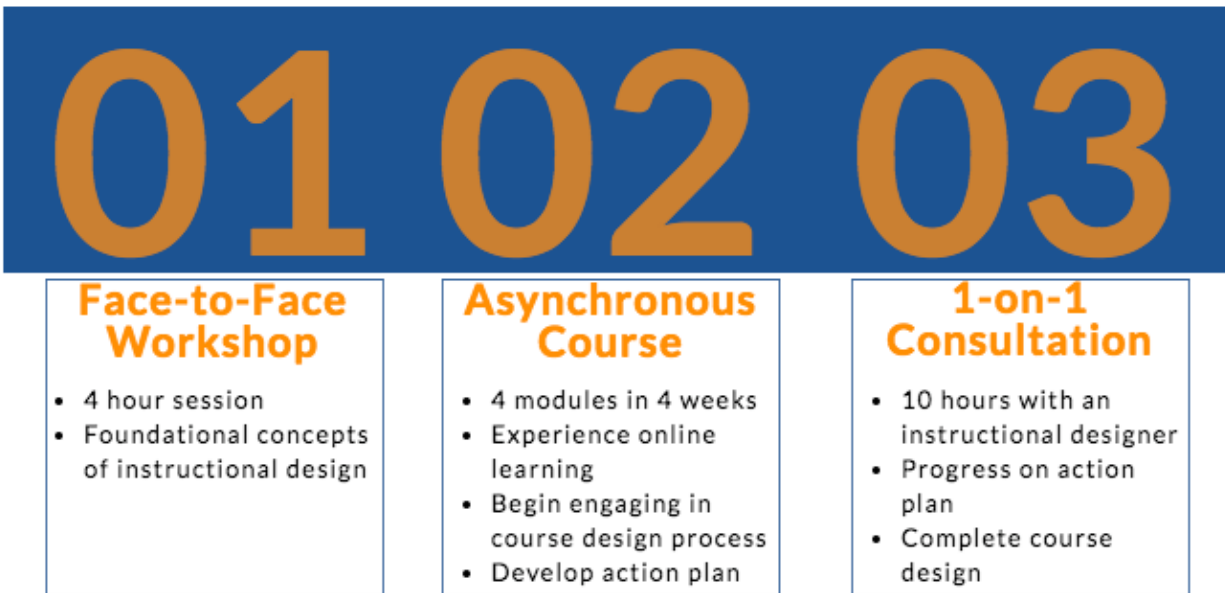 01
Face-to-Face
Workshop
• 4 hour session
• Foundational concepts
of instructional design
02
Asynchronous
Course
• 4 modules in 4 weeks
• Experience online
learning
• Begin engaging in
course design process
• Develop action plan
03
1-on-1
Consultation
• 10 hours with an
instructional designer
• Progress on action
plan
• Complete course
design